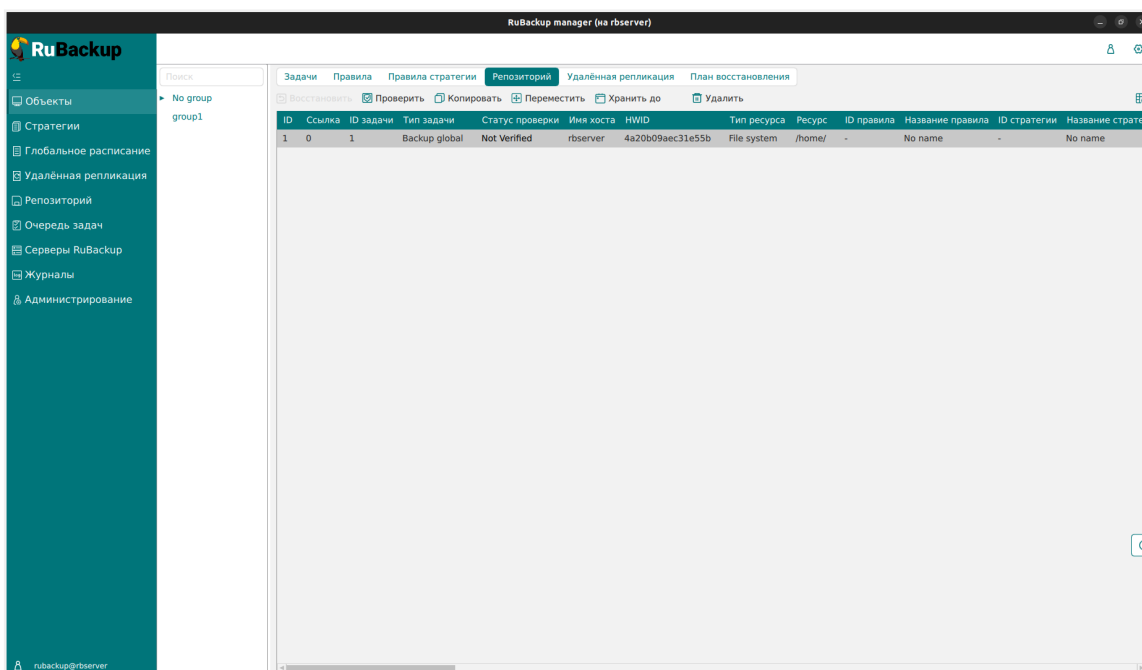 RuBackup manager (на rbserver)
RuBackup
Объекты
Стратегии
Глобальное расписание
Удалённая репликация
Репозиторий
Очередь задач
Серверы RuBackup
Журналы
Администрирование
rubackup@rbserver
Поиск
No group
group1
Задачи Правила Правила стратегии Репозиторий Удалённая репликация План восстановления
Восстановить Проверить Копировать Переместить Хранить до Удалить
ID Ссылка ID задачи Тип задачи Статус проверки Имя хоста HWID Тип ресурса Ресурс ID правила Название правила ID стратегии Название страте
1 0 1 Backup global Not Verified rbserver 4a20b09aec31e55b File system /home/ - No name - No name